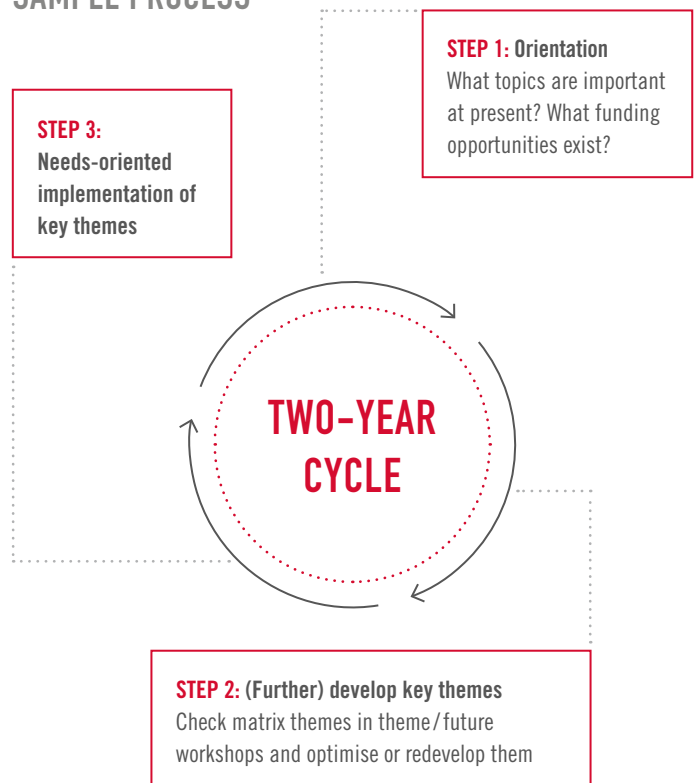 SAMPLE PROCESS
STEP 1: Orientation
What topics are important
at present? What funding
opportunities exist?
STEP 3:
Needs-oriented
implementation of
key themes
TWO-YEAR
CYCLE
STEP 2: (Further) develop key themes
Check matrix themes in theme/future
workshops and optimise or redevelop them